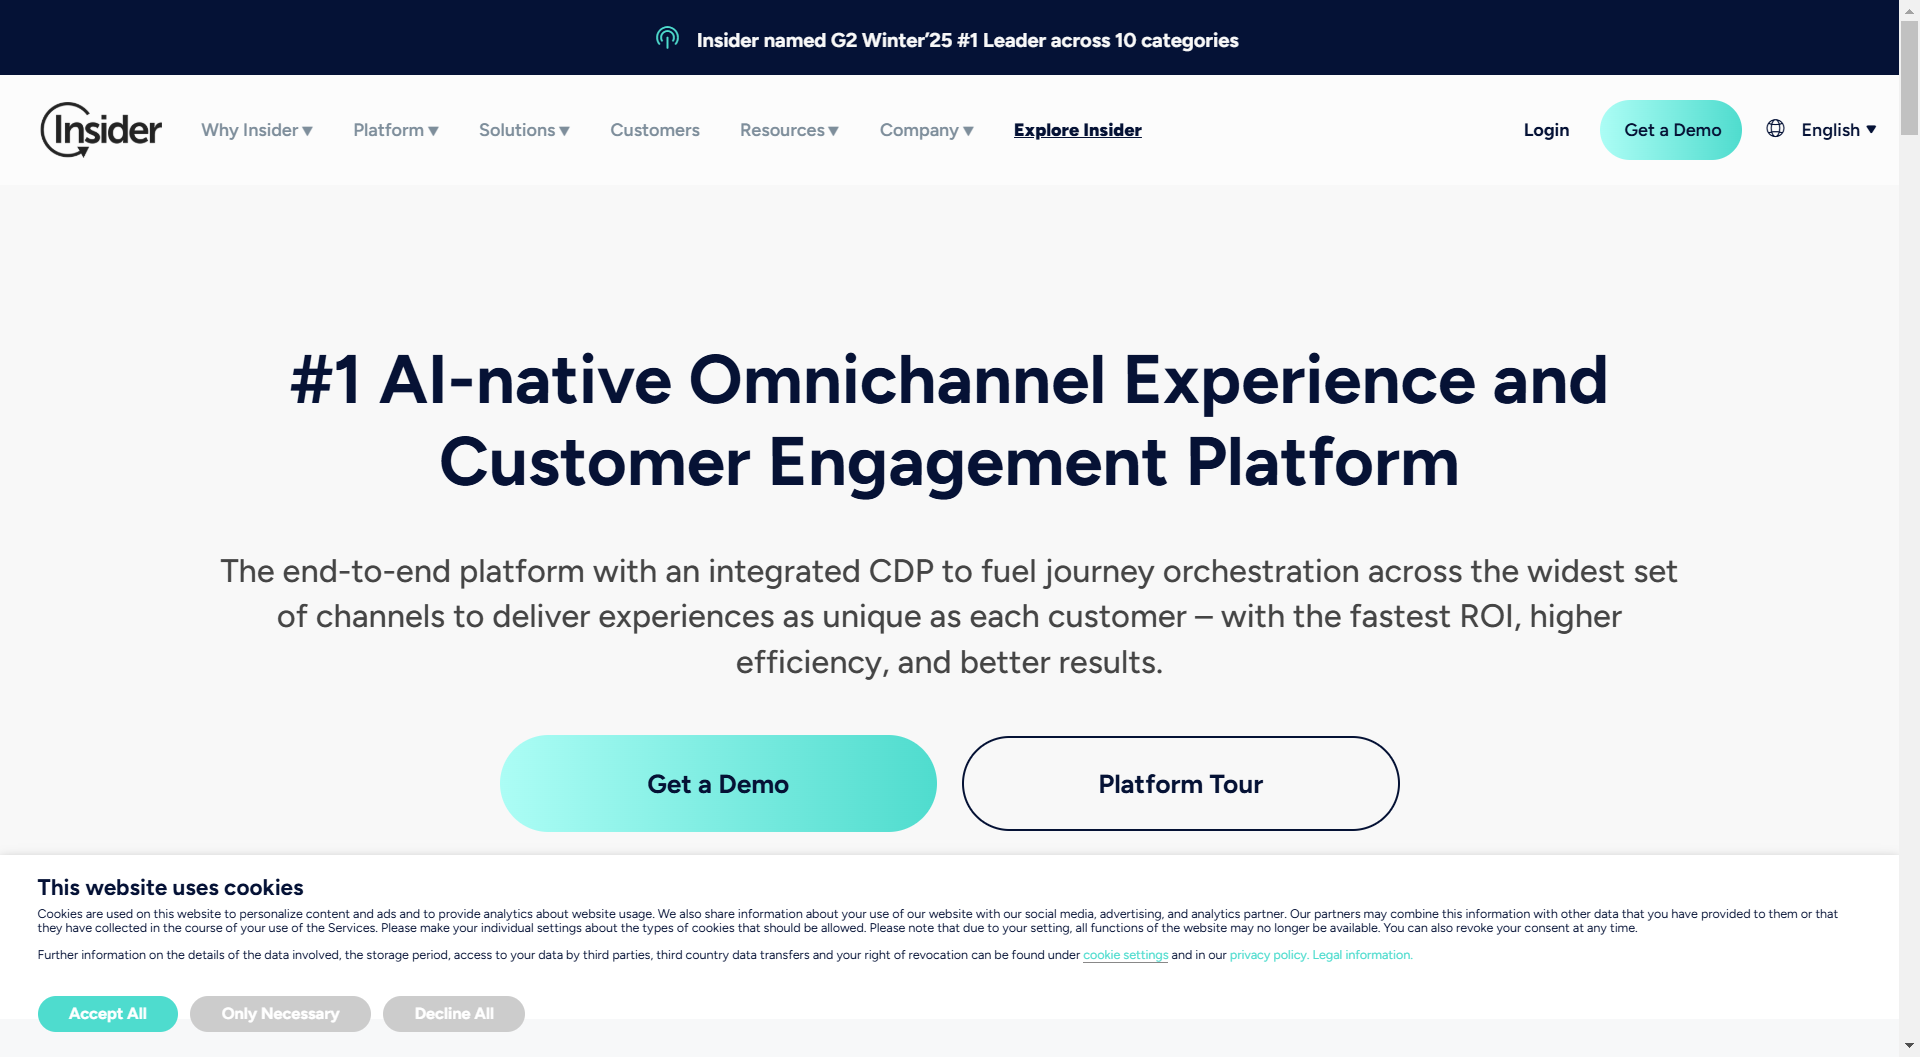 Insider named G2 Winter’25 #1 Leader across 10 categories
Insider
Why Insider
Platform
Solutions
Customers
Resources
Company
Explore Insider
Login
Get a Demo
English
#1 AI-native Omnichannel Experience and
Customer Engagement Platform
The end-to-end platform with an integrated CDP to fuel journey orchestration across the widest set
of channels to deliver experiences as unique as each customer – with the fastest ROI, higher
efficiency, and better results.
Get a Demo
Platform Tour
This website uses cookies
Cookies are used on this website to personalize content and ads and to provide analytics about website usage. We also share information about your use of our website with our social media, advertising, and analytics partner. Our partners may combine this information with other data that you have provided to them or that
they have collected in the course of your use of the Services. Please make your individual settings about the types of cookies that should be allowed. Please note that due to your setting, all functions of the website may no longer be available. You can also revoke your consent at any time.
Further information on the details of the data involved, the storage period, access to your data by third parties, third country data transfers and your right of revocation can be found under cookie settings and in our privacy policy. Legal information.
Accept All
Only Necessary
Decline All